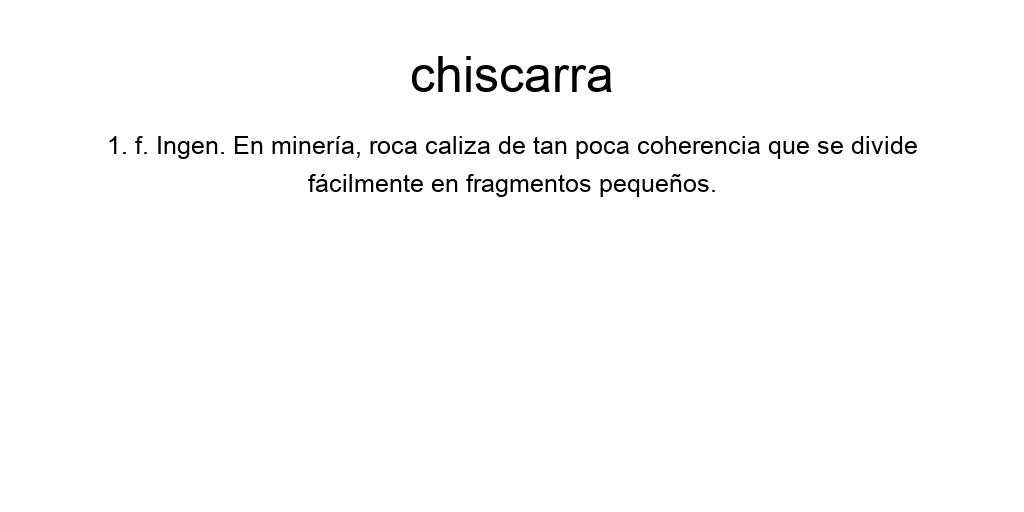 chiscarra
1. f. Ingen. En minería, roca caliza de tan poca coherencia que se divide
fácilmente en fragmentos pequeños.